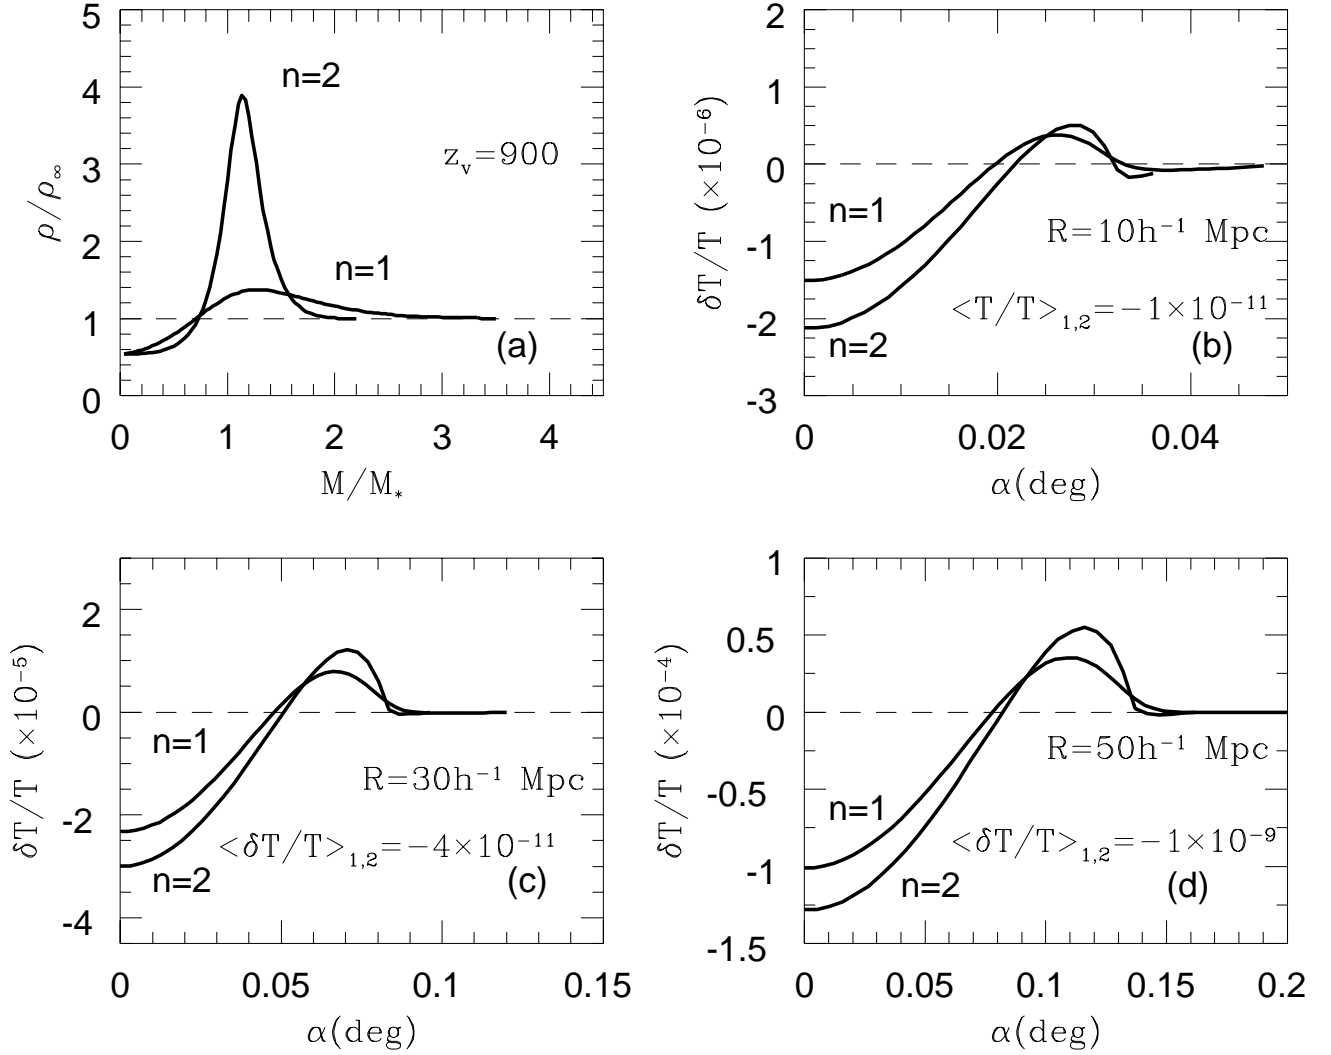 5
4
3
2
1
0
ρ/ρ∞
n=2
z_v=900
n=1
(a)
0 1 2 3 4
M/M_*
2
1
0
-1
-2
-3
δT/T (×10⁻⁶)
n=1
R=10h⁻¹ Mpc
<T/T>₁,₂=−1×10⁻¹¹
n=2
(b)
0 0.02 0.04
α(deg)
2
0
-2
-4
δT/T (×10⁻⁵)
n=1
R=30h⁻¹ Mpc
<δT/T>₁,₂=−4×10⁻¹¹
n=2
(c)
0 0.05 0.1 0.15
α(deg)
1
0.5
0
-0.5
-1
-1.5
δT/T (×10⁻⁴)
R=50h⁻¹ Mpc
n=1
<δT/T>₁,₂=−1×10⁻⁹
n=2
(d)
0 0.05 0.1 0.15 0.2
α(deg)